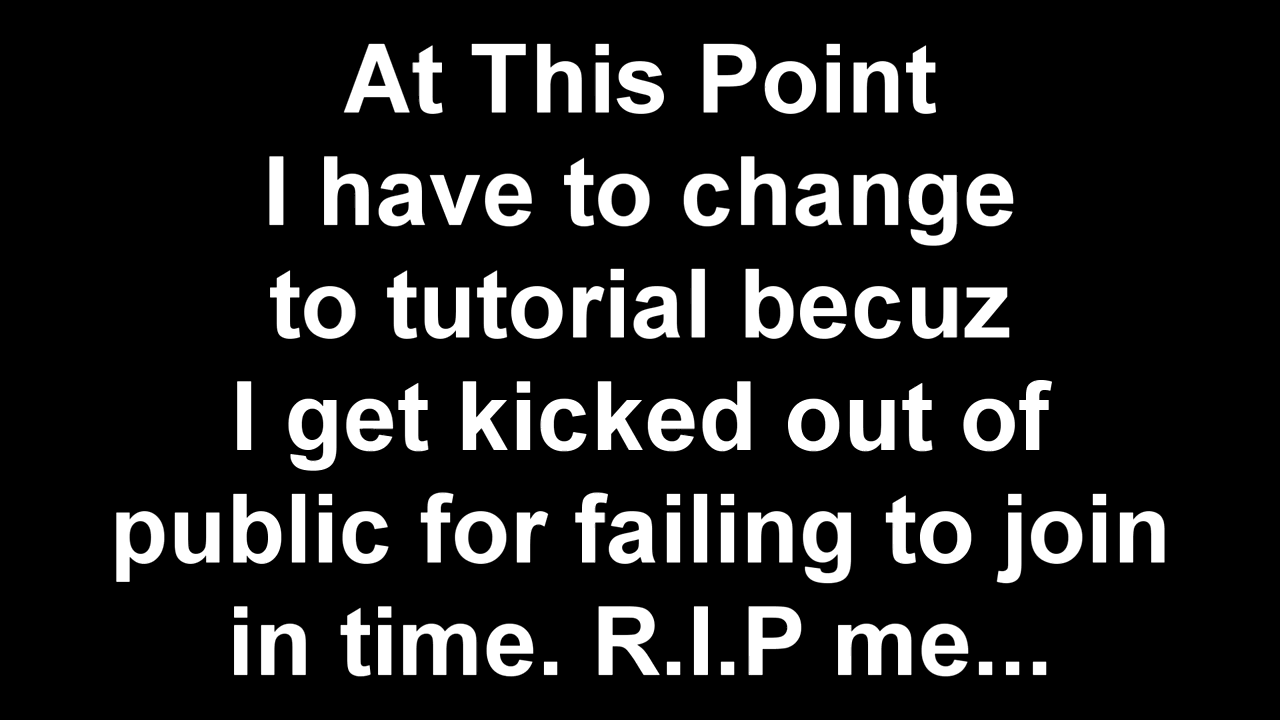 At This Point
I have to change
to tutorial becuz
I get kicked out of
public for failing to join
in time. R.I.P me...